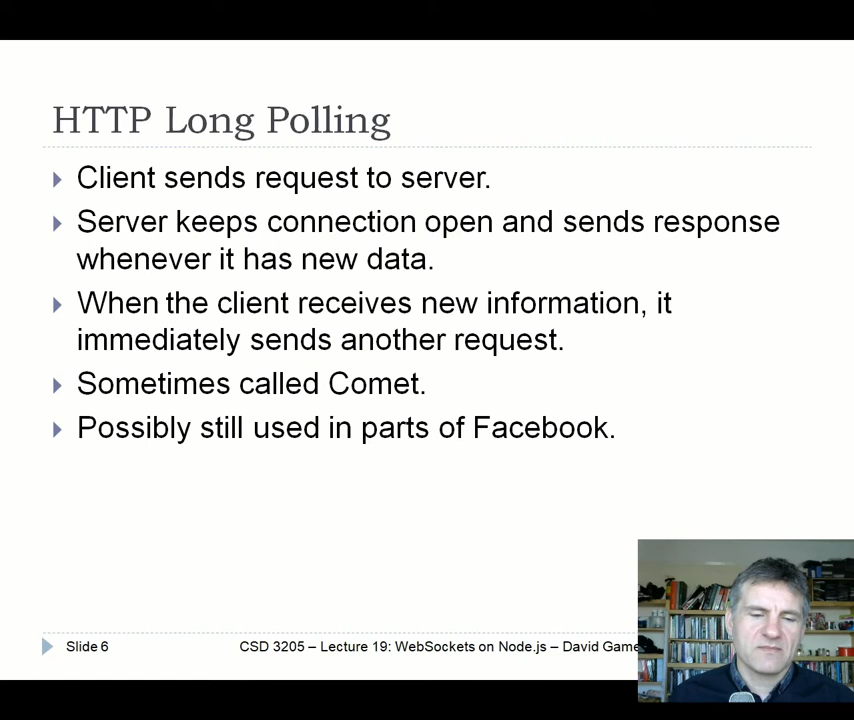 HTTP Long Polling
Client sends request to server.
Server keeps connection open and sends response
whenever it has new data.
When the client receives new information, it
immediately sends another request.
Sometimes called Comet.
Possibly still used in parts of Facebook.
Slide 6
CSD 3205 – Lecture 19: WebSockets on Node.js – David Game